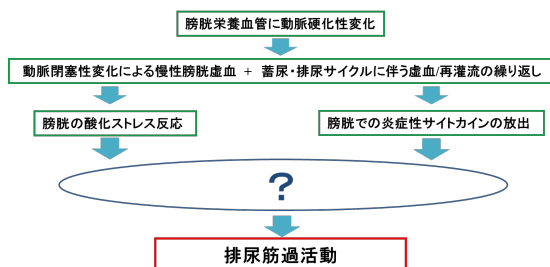 膀胱栄養血管に動脈硬化性変化
動脈閉塞性変化による慢性膀胱虚血 + 蓄尿・排尿サイクルに伴う虚血/再灌流の繰り返し
膀胱の酸化ストレス反応
膀胱での炎症性サイトカインの放出
?
排尿筋過活動